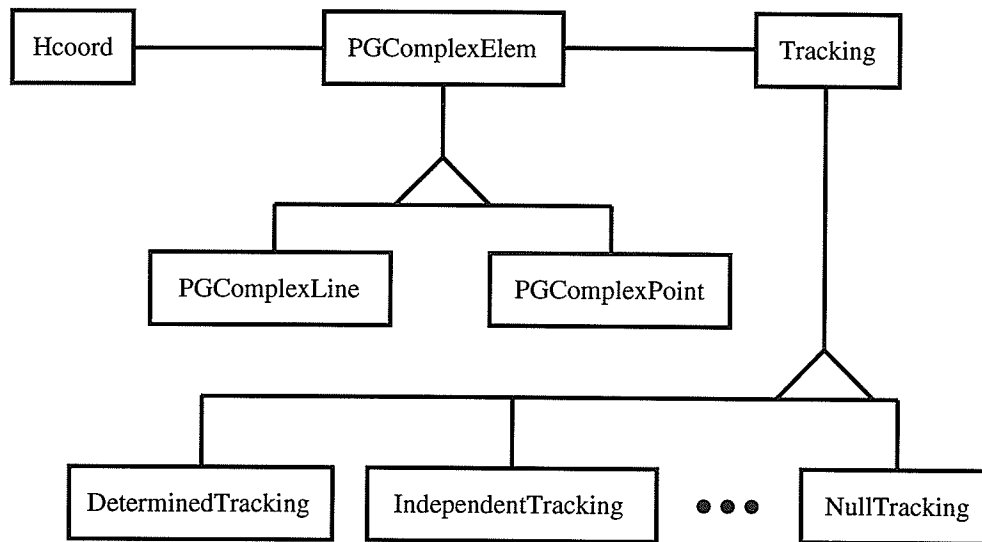 Hcoord
PGComplexElem
Tracking
PGComplexLine
PGComplexPoint
DeterminedTracking
IndependentTracking
NullTracking